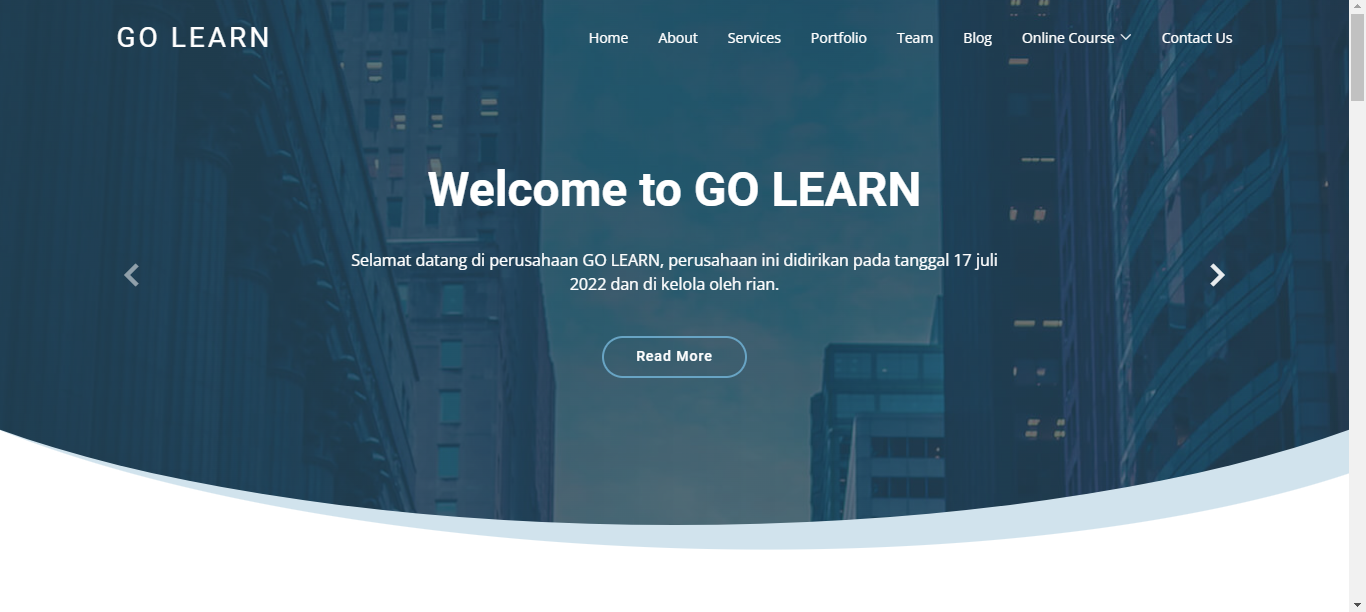 GO LEARN
Home About Services Portfolio Team Blog Online Course Contact Us
Welcome to GO LEARN
Selamat datang di perusahaan GO LEARN, perusahaan ini didirikan pada tanggal 17 juli
2022 dan di kelola oleh rian.
Read More